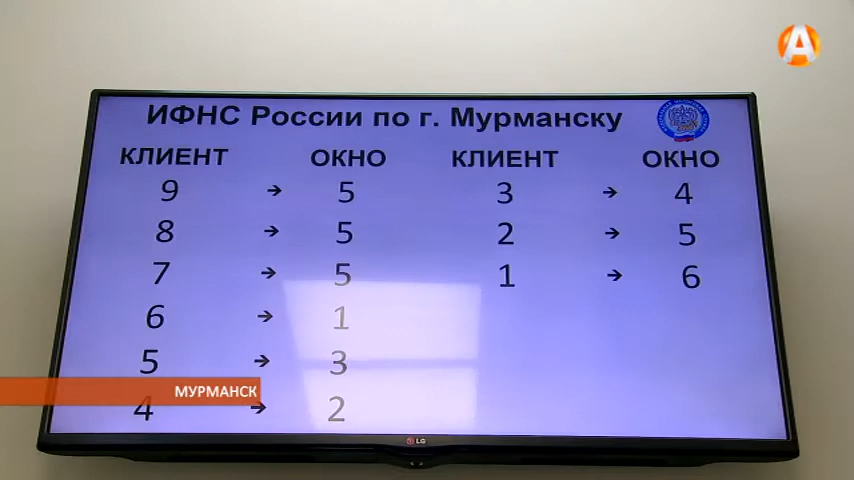 А
ИФНС России по г. Мурманску
КЛИЕНТ ОКНО КЛИЕНТ ОКНО
9 → 5 3 → 4
8 → 5 2 → 5
7 → 5 1 → 6
6 → 1
5 → 3
4 → 2
МУРМАНСК
LG